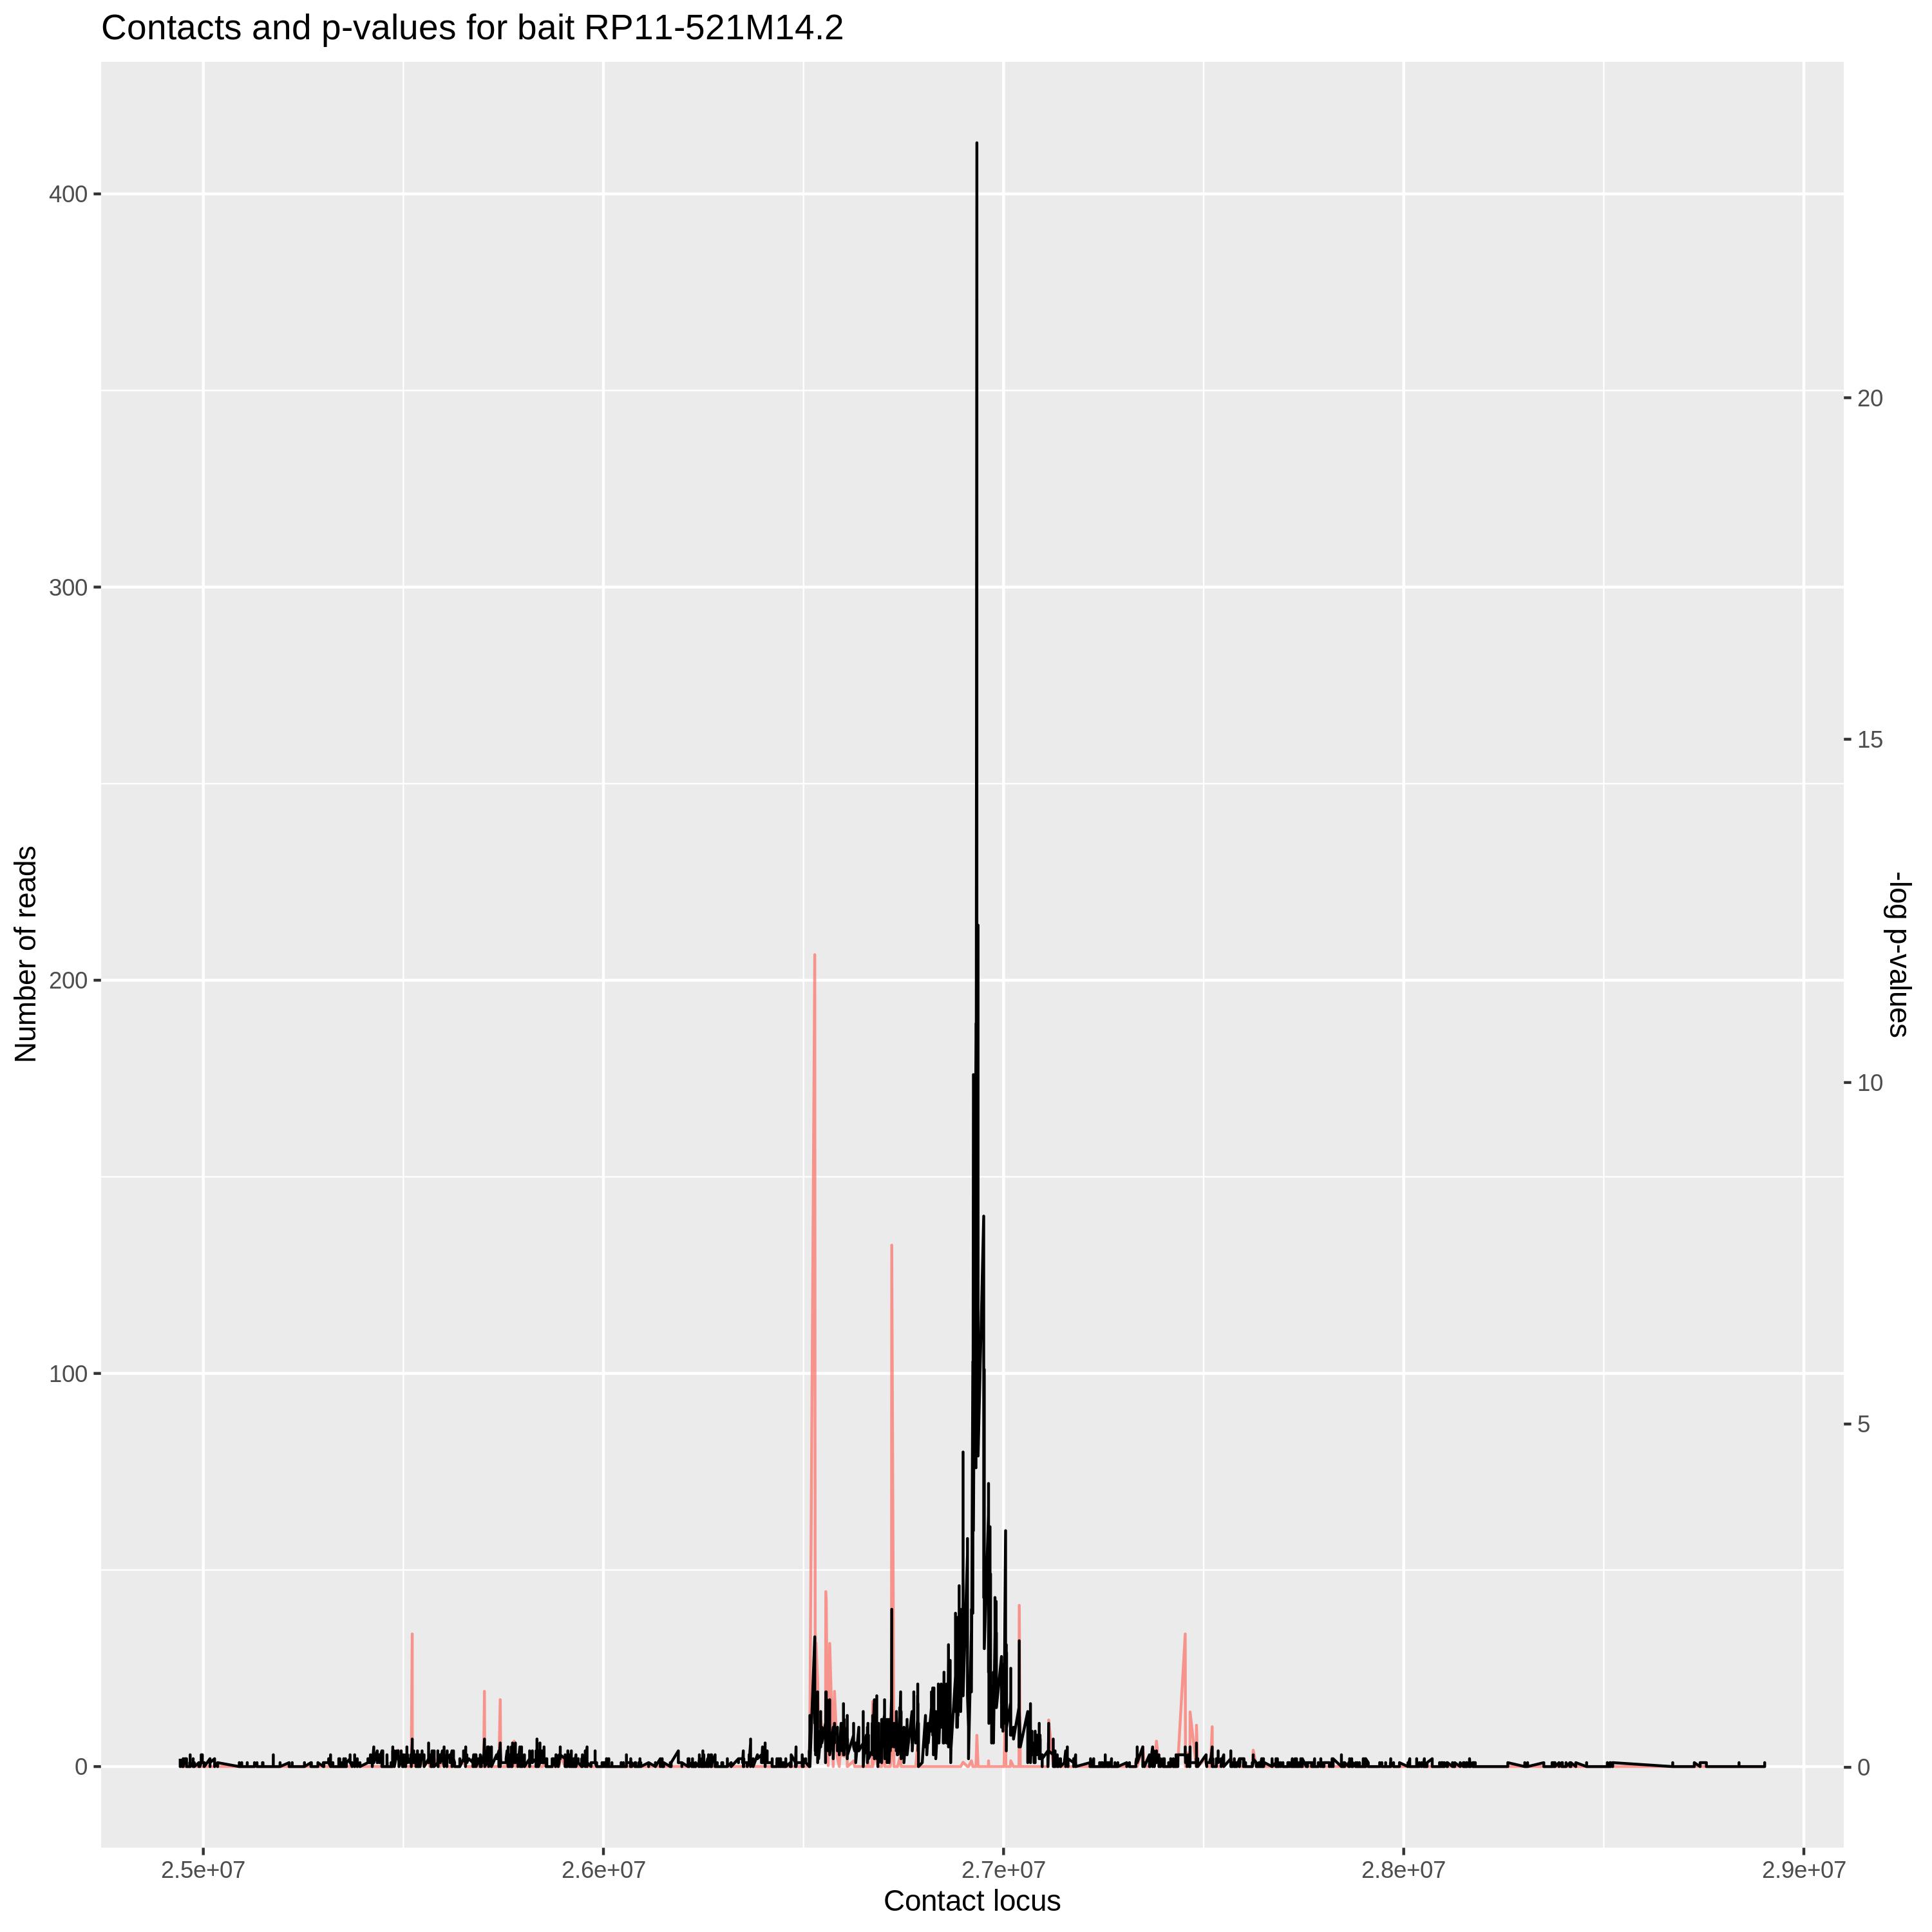 Contacts and p-values for bait RP11-521M14.2
400
300
200
100
0
Number of reads
20
15
10
5
0
-log p-values
2.5e+07 2.6e+07 2.7e+07 2.8e+07 2.9e+07
Contact locus